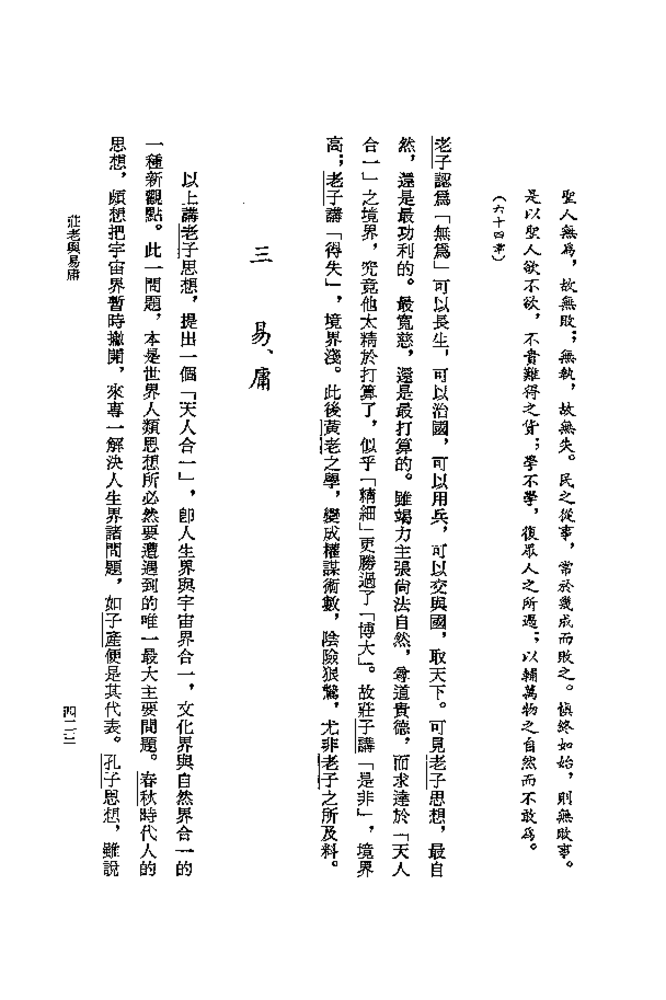 聖人無爲，故無敗；無執，故無失。民之從事，常於幾成而敗之。愼終如始，則無敗事。
是以聖人欲不欲，不貴難得之貨；學不學，復眾人之所過；以輔萬物之自然而不敢爲。
（六十四章）
老子認爲「無爲」可以長生，可以治國，可以用兵，可以交與國，取天下。可見老子思想，最自
然，還是最功利的。最寬慈，還是最打算的。雖竭力主張尙法自然，尊道貴德，而求達於「天人
合一」之境界，究竟他太精於打算了，似乎「精細」更勝過了「博大」。故莊子講「是非」，境界
高；老子講「得失」，境界淺。此後黃老之學，變成權謀術數，陰險狠鷙，尤非老子之所及料。
三　易、庸
以上講老子思想，提出一個「天人合一」，卽人生界與宇宙界合一，文化界與自然界合一的
一種新觀點。此一問題，本是世界人類思想所必然要遭遇到的唯一最大主要問題。春秋時代人的
思想，頗想把宇宙界暫時撇開，來專一解決人生界諸問題，如子產便是其代表。孔子思想，雖說
莊老與易庸
四二三